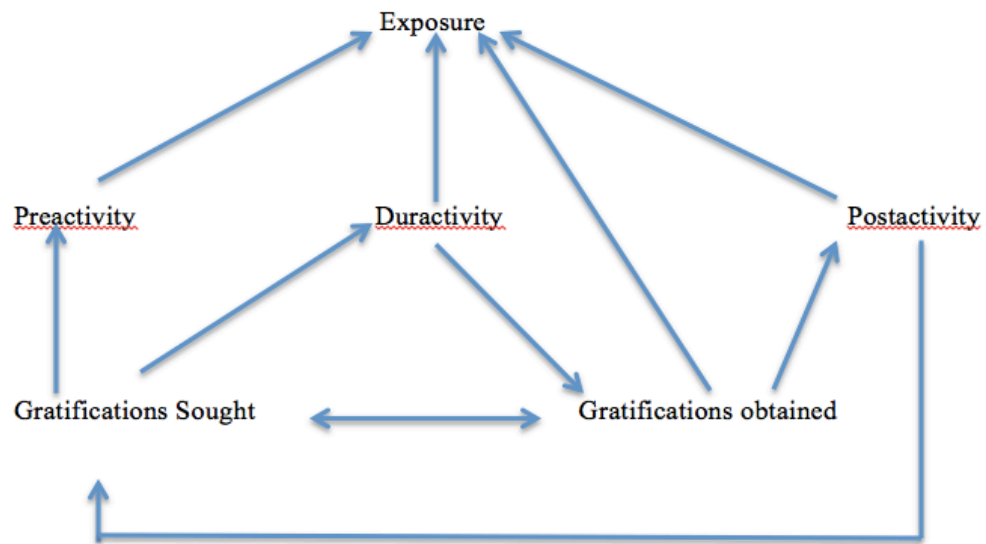 Exposure
Preactivity
Duractivity
Postactivity
Gratifications Sought
Gratifications obtained